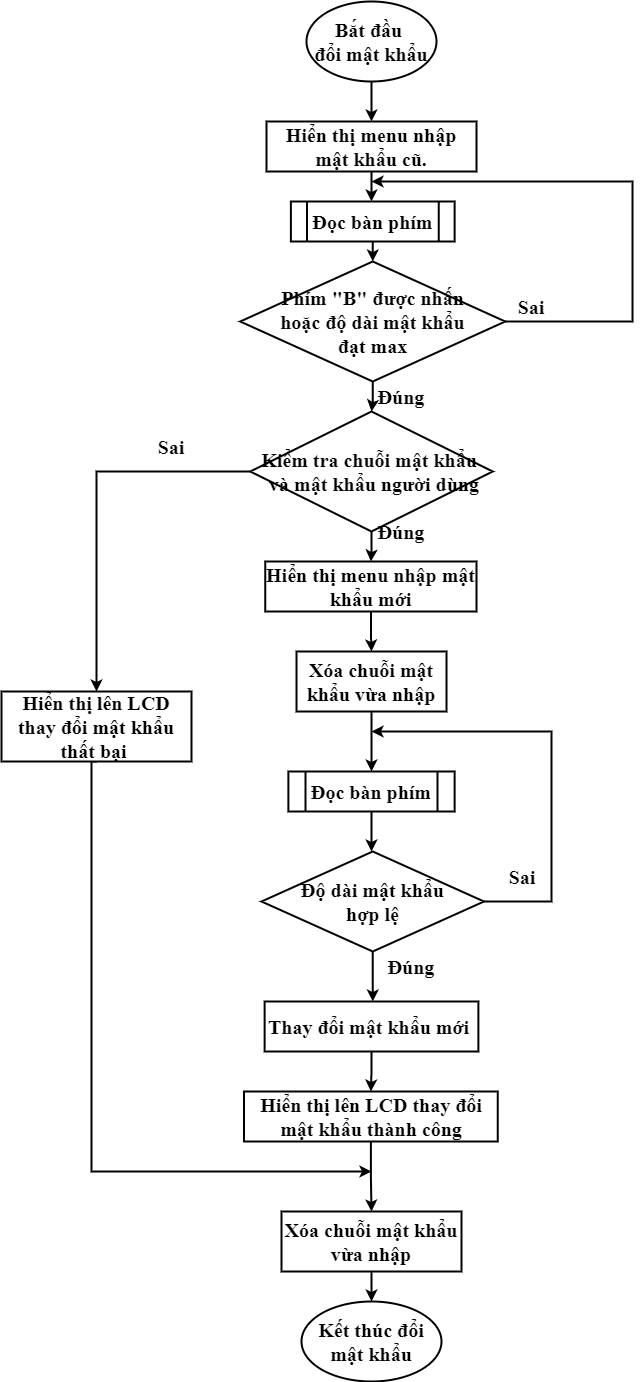 Bắt đầu
đổi mật khẩu
Hiển thị menu nhập
mật khẩu cũ.
Đọc bàn phím
Phím "B" được nhấn
hoặc độ dài mật khẩu
đạt max
Sai
Đúng
Kiểm tra chuỗi mật khẩu
và mật khẩu người dùng
Sai
Đúng
Hiển thị menu nhập mật
khẩu mới
Xóa chuỗi mật
khẩu vừa nhập
Hiển thị lên LCD
thay đổi mật khẩu
thất bại
Đọc bàn phím
Độ dài mật khẩu
hợp lệ
Sai
Đúng
Thay đổi mật khẩu mới
Hiển thị lên LCD thay đổi
mật khẩu thành công
Xóa chuỗi mật khẩu
vừa nhập
Kết thúc đổi
mật khẩu